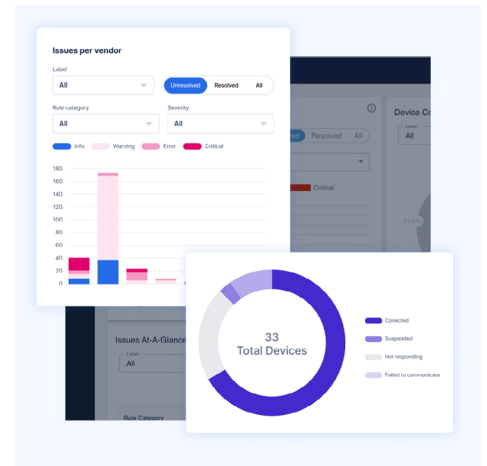 Issues per vendor
Label
All
Unresolved Resolved All
Rule category
Severity
All
All
Info Warning Error Critical
180
160
140
120
100
80
60
40
20
0
Device Co
Label
All
Resolved All
Critical
Issues At-A-Glance
Label
All
Rule Category
33
Total Devices
Conected
Suspended
Not responding
Failed to communicate